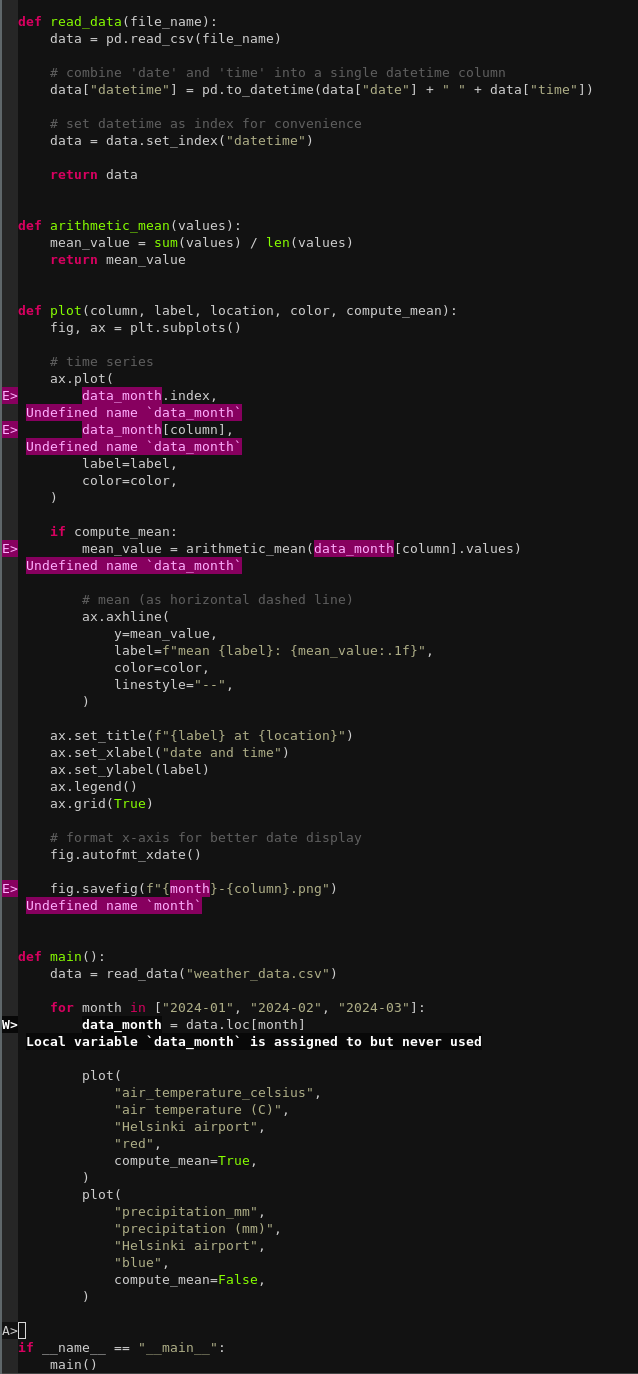 def read_data(file_name):
    data = pd.read_csv(file_name)

    # combine 'date' and 'time' into a single datetime column
    data["datetime"] = pd.to_datetime(data["date"] + " " + data["time"])

    # set datetime as index for convenience
    data = data.set_index("datetime")

    return data


def arithmetic_mean(values):
    mean_value = sum(values) / len(values)
    return mean_value


def plot(column, label, location, color, compute_mean):
    fig, ax = plt.subplots()

    # time series
    ax.plot(
E>        data_month.index,
 Undefined name `data_month`
E>        data_month[column],
 Undefined name `data_month`
        label=label,
        color=color,
    )

    if compute_mean:
E>        mean_value = arithmetic_mean(data_month[column].values)
 Undefined name `data_month`

        # mean (as horizontal dashed line)
        ax.axhline(
            y=mean_value,
            label=f"mean {label}: {mean_value:.1f}",
            color=color,
            linestyle="--",
        )

    ax.set_title(f"{label} at {location}")
    ax.set_xlabel("date and time")
    ax.set_ylabel(label)
    ax.legend()
    ax.grid(True)

    # format x-axis for better date display
    fig.autofmt_xdate()

E>    fig.savefig(f"{month}-{column}.png")
 Undefined name `month`


def main():
    data = read_data("weather_data.csv")

    for month in ["2024-01", "2024-02", "2024-03"]:
W>        data_month = data.loc[month]
 Local variable `data_month` is assigned to but never used

        plot(
            "air_temperature_celsius",
            "air temperature (C)",
            "Helsinki airport",
            "red",
            compute_mean=True,
        )
        plot(
            "precipitation_mm",
            "precipitation (mm)",
            "Helsinki airport",
            "blue",
            compute_mean=False,
        )

A>
if __name__ == "__main__":
    main()